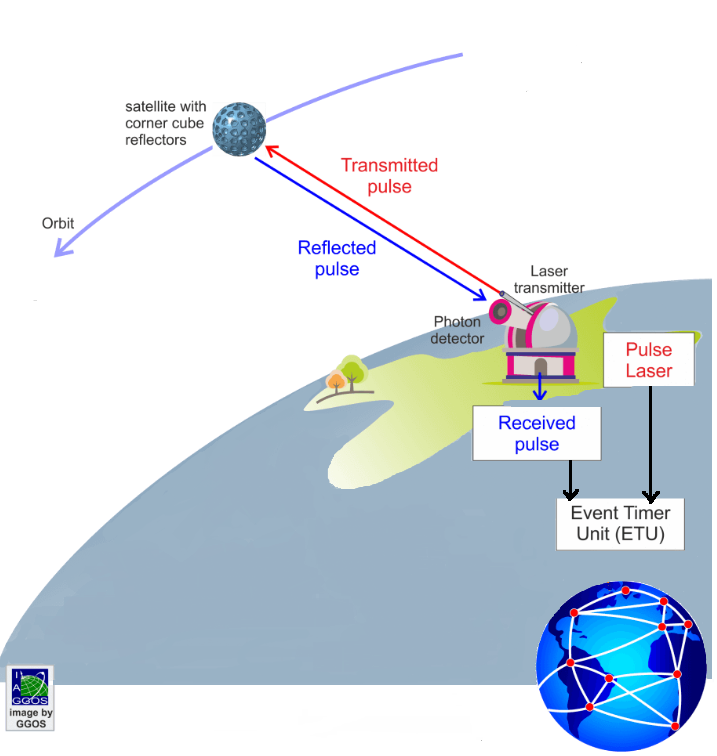 satellite with
corner cube
reflectors
Transmitted
pulse
Orbit
Reflected
pulse
Laser
transmitter
Photon
detector
Pulse
Laser
Received
pulse
Event Timer
Unit (ETU)
I
A
GGOS
image by
GGOS